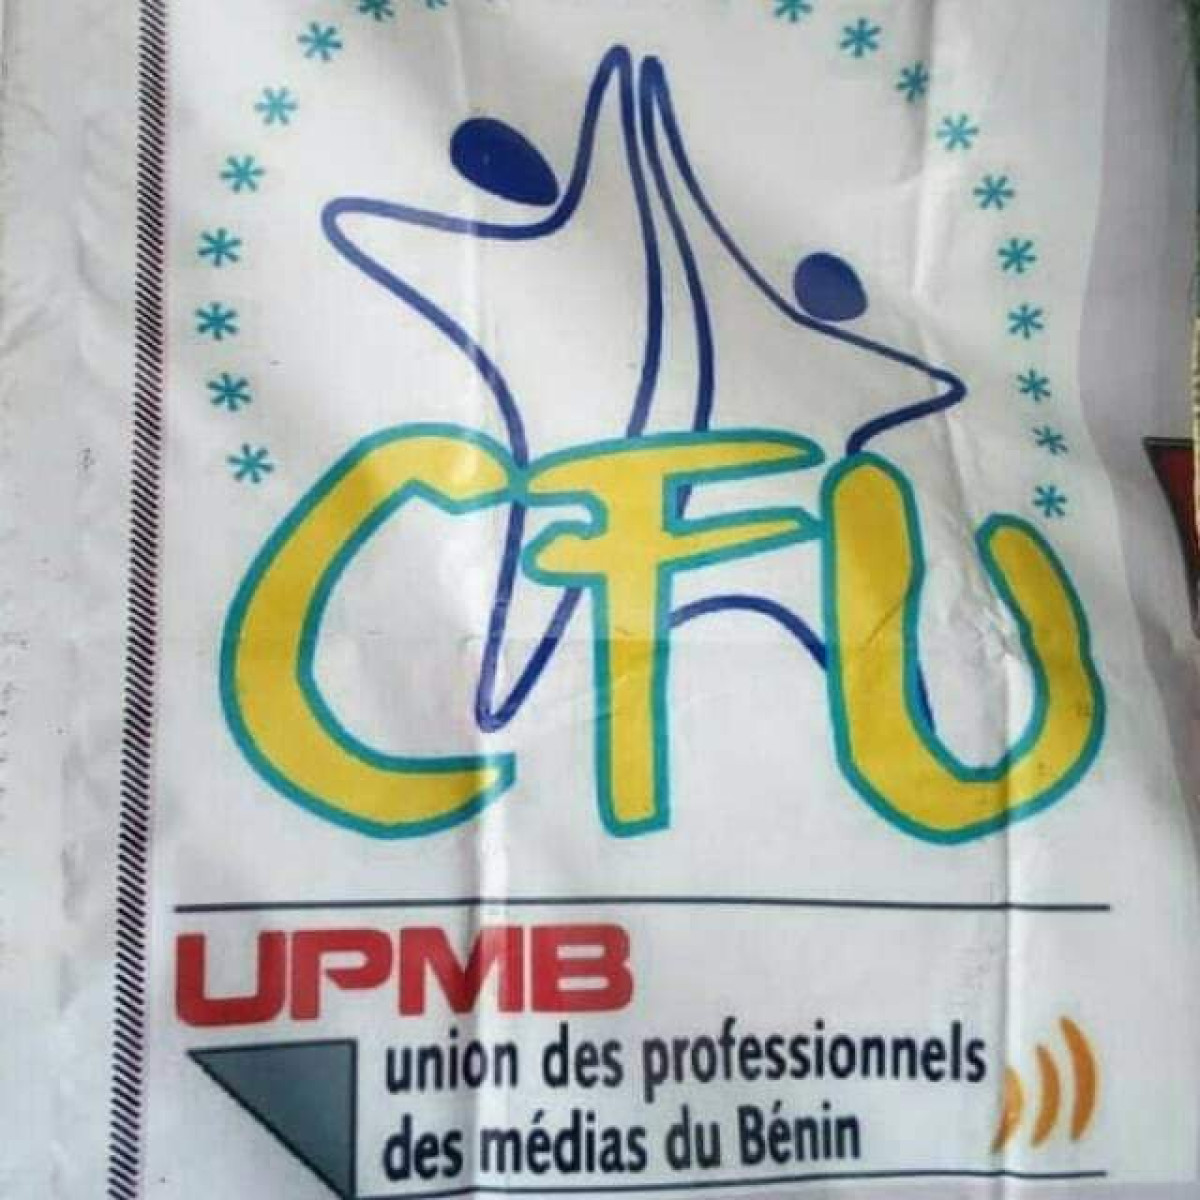 CFU
UPMB
union des professionnels
des médias du Bénin